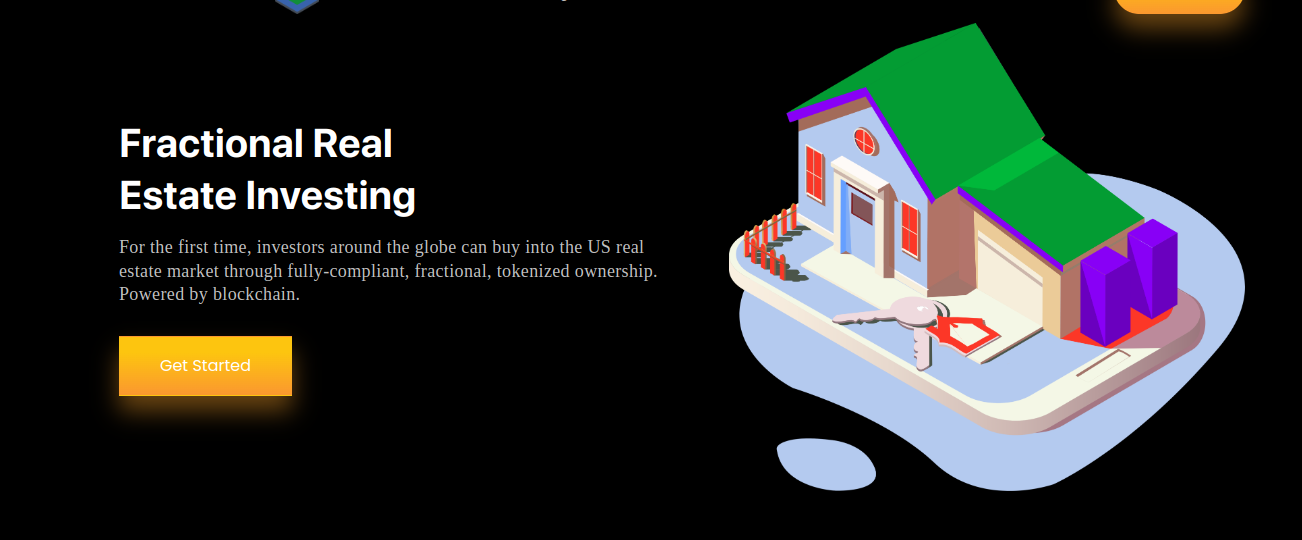 Fractional Real
Estate Investing
For the first time, investors around the globe can buy into the US real
estate market through fully-compliant, fractional, tokenized ownership.
Powered by blockchain.
Get Started